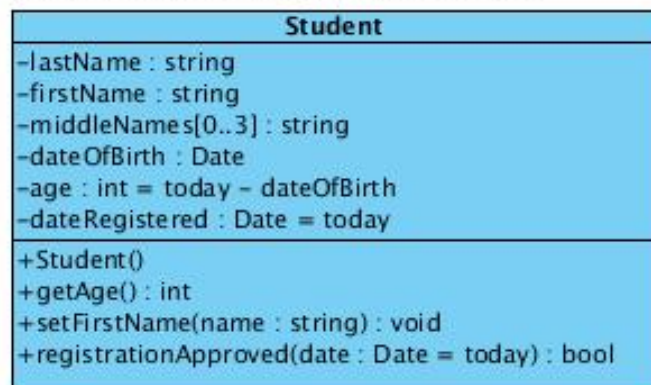 Student
-lastName : string
-firstName : string
-middleNames[0..3] : string
-dateOfBirth : Date
-age : int = today - dateOfBirth
-dateRegistered : Date = today
+Student()
+getAge() : int
+setFirstName(name : string) : void
+registrationApproved(date : Date = today) : bool